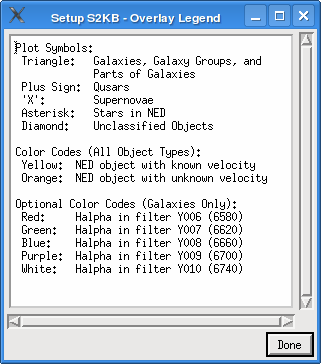 Setup S2KB - Overlay Legend
Plot Symbols:
Triangle: Galaxies, Galaxy Groups, and
Parts of Galaxies
Plus Sign: Qusars
'X': Supernovae
Asterisk: Stars in NED
Diamond: Unclassified Objects
Color Codes (All Object Types):
Yellow: NED object with known velocity
Orange: NED object with unknown velocity
Optional Color Codes (Galaxies Only):
Red: Halpha in filter Y006 (6580)
Green: Halpha in filter Y007 (6620)
Blue: Halpha in filter Y008 (6660)
Purple: Halpha in filter Y009 (6700)
White: Halpha in filter Y010 (6740)
Done